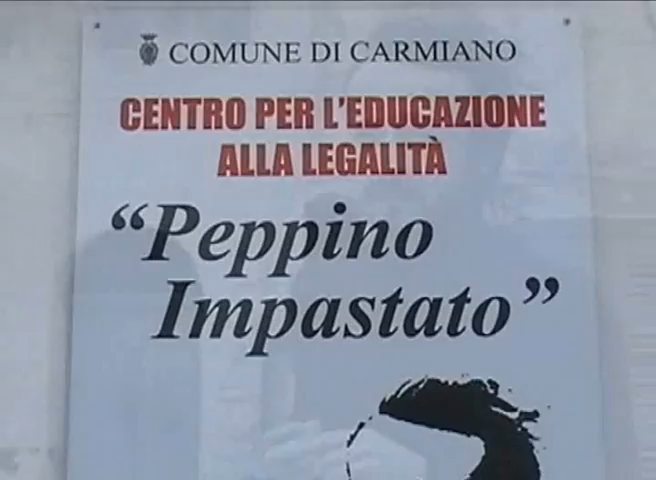 COMUNE DI CARMIANO
CENTRO PER L'EDUCAZIONE
ALLA LEGALITÀ
“Peppino
Impastato”